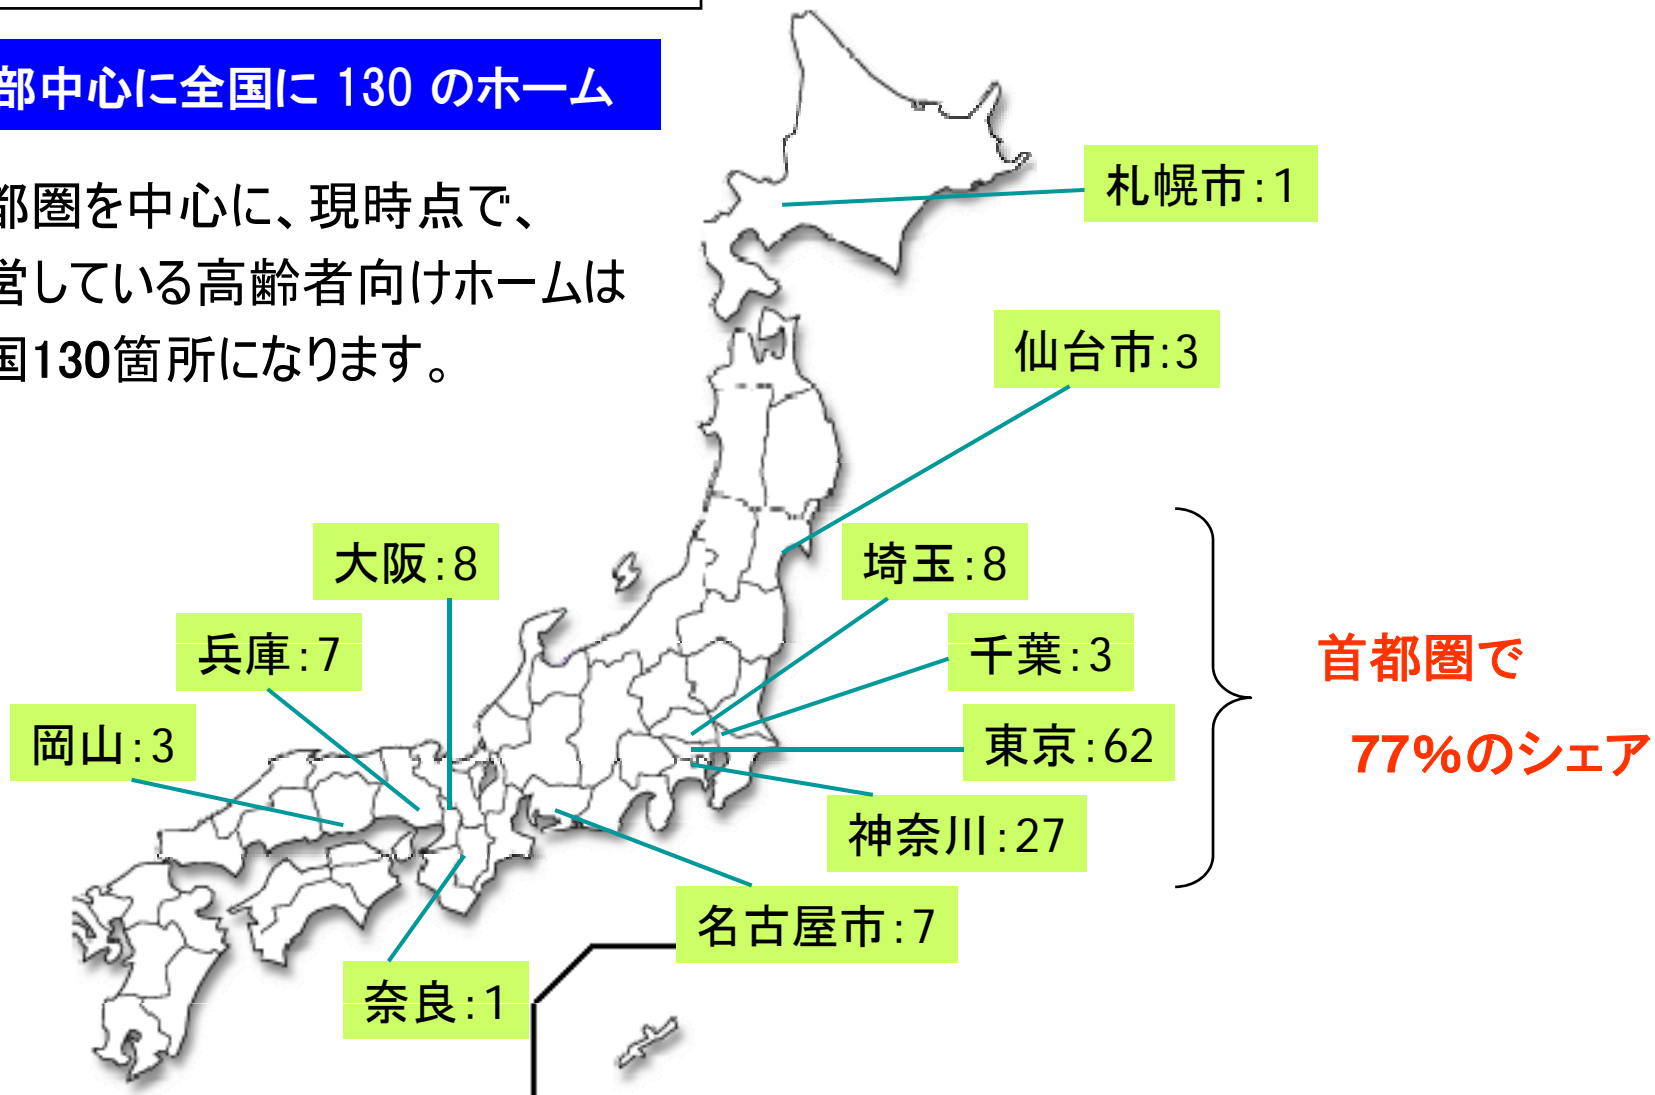 部中心に全国に 130 のホーム
都圏を中心に、現時点で、
営している高齢者向けホームは
国130箇所になります。
札幌市:1
仙台市:3
大阪:8
埼玉:8
兵庫:7
千葉:3
首都圏で
岡山:3
東京:62
77%のシェア
神奈川:27
名古屋市:7
奈良:1